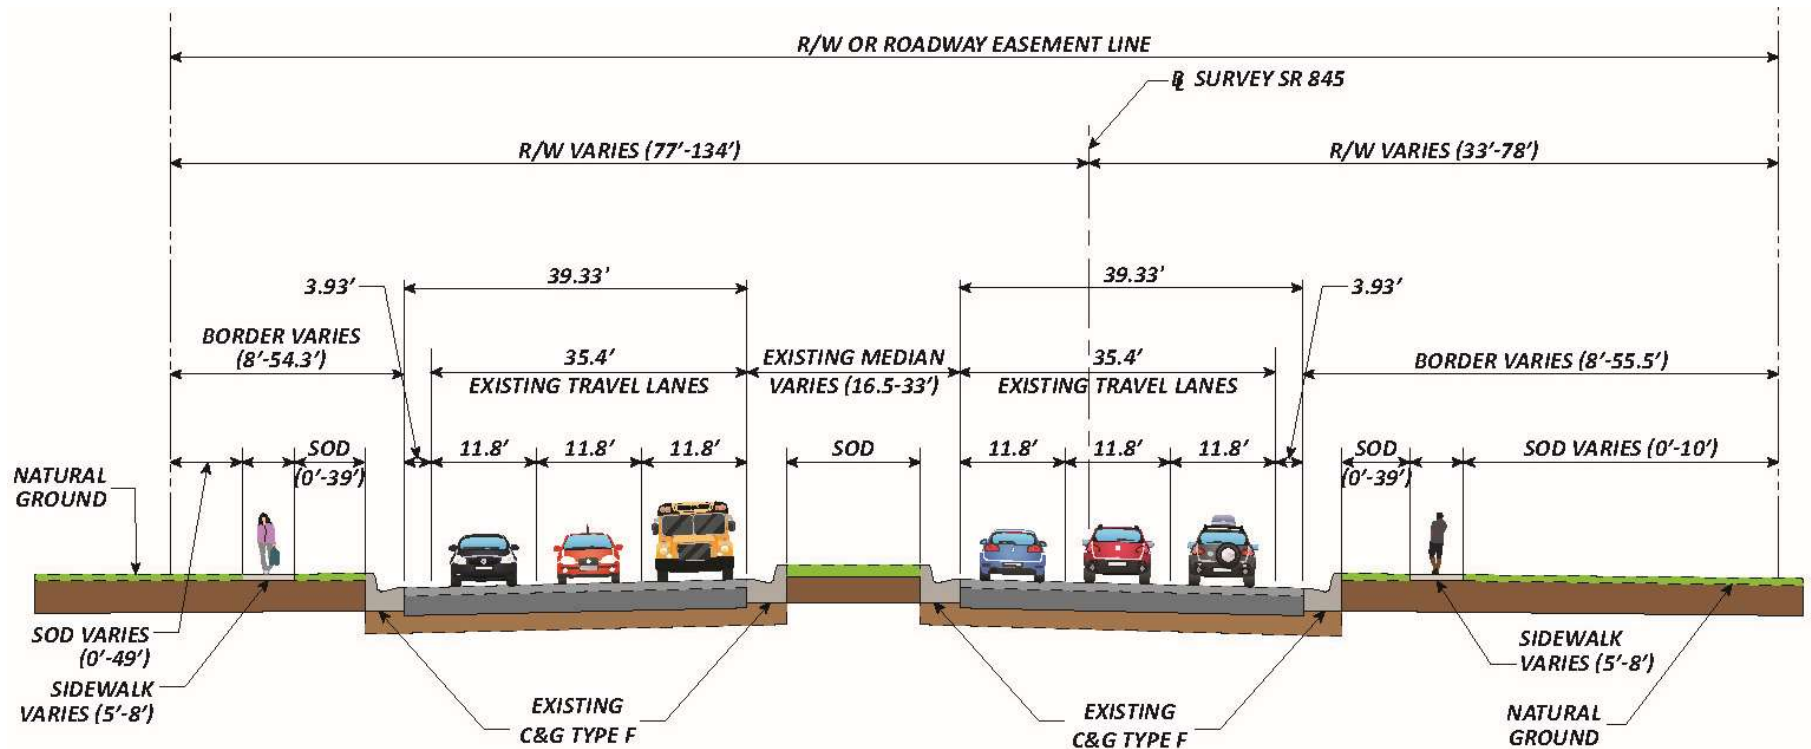 R/W OR ROADWAY EASEMENT LINE
SURVEY SR 845
R/W VARIES (77'-134')
R/W VARIES (33'-78')
39.33'
39.33'
3.93'
3.93'
BORDER VARIES
(8'-54.3')
35.4'
EXISTING TRAVEL LANES
EXISTING MEDIAN
VARIES (16.5-33')
35.4'
EXISTING TRAVEL LANES
BORDER VARIES (8'-55.5')
SOD
(0'-39')
11.8'
11.8'
11.8'
SOD
11.8'
11.8'
11.8'
SOD
(0'-39')
SOD VARIES (0'-10')
NATURAL
GROUND
SOD VARIES
(0'-49')
SIDEWALK
VARIES (5'-8')
EXISTING
C&G TYPE F
EXISTING
C&G TYPE F
SIDEWALK
VARIES (5'-8')
NATURAL
GROUND